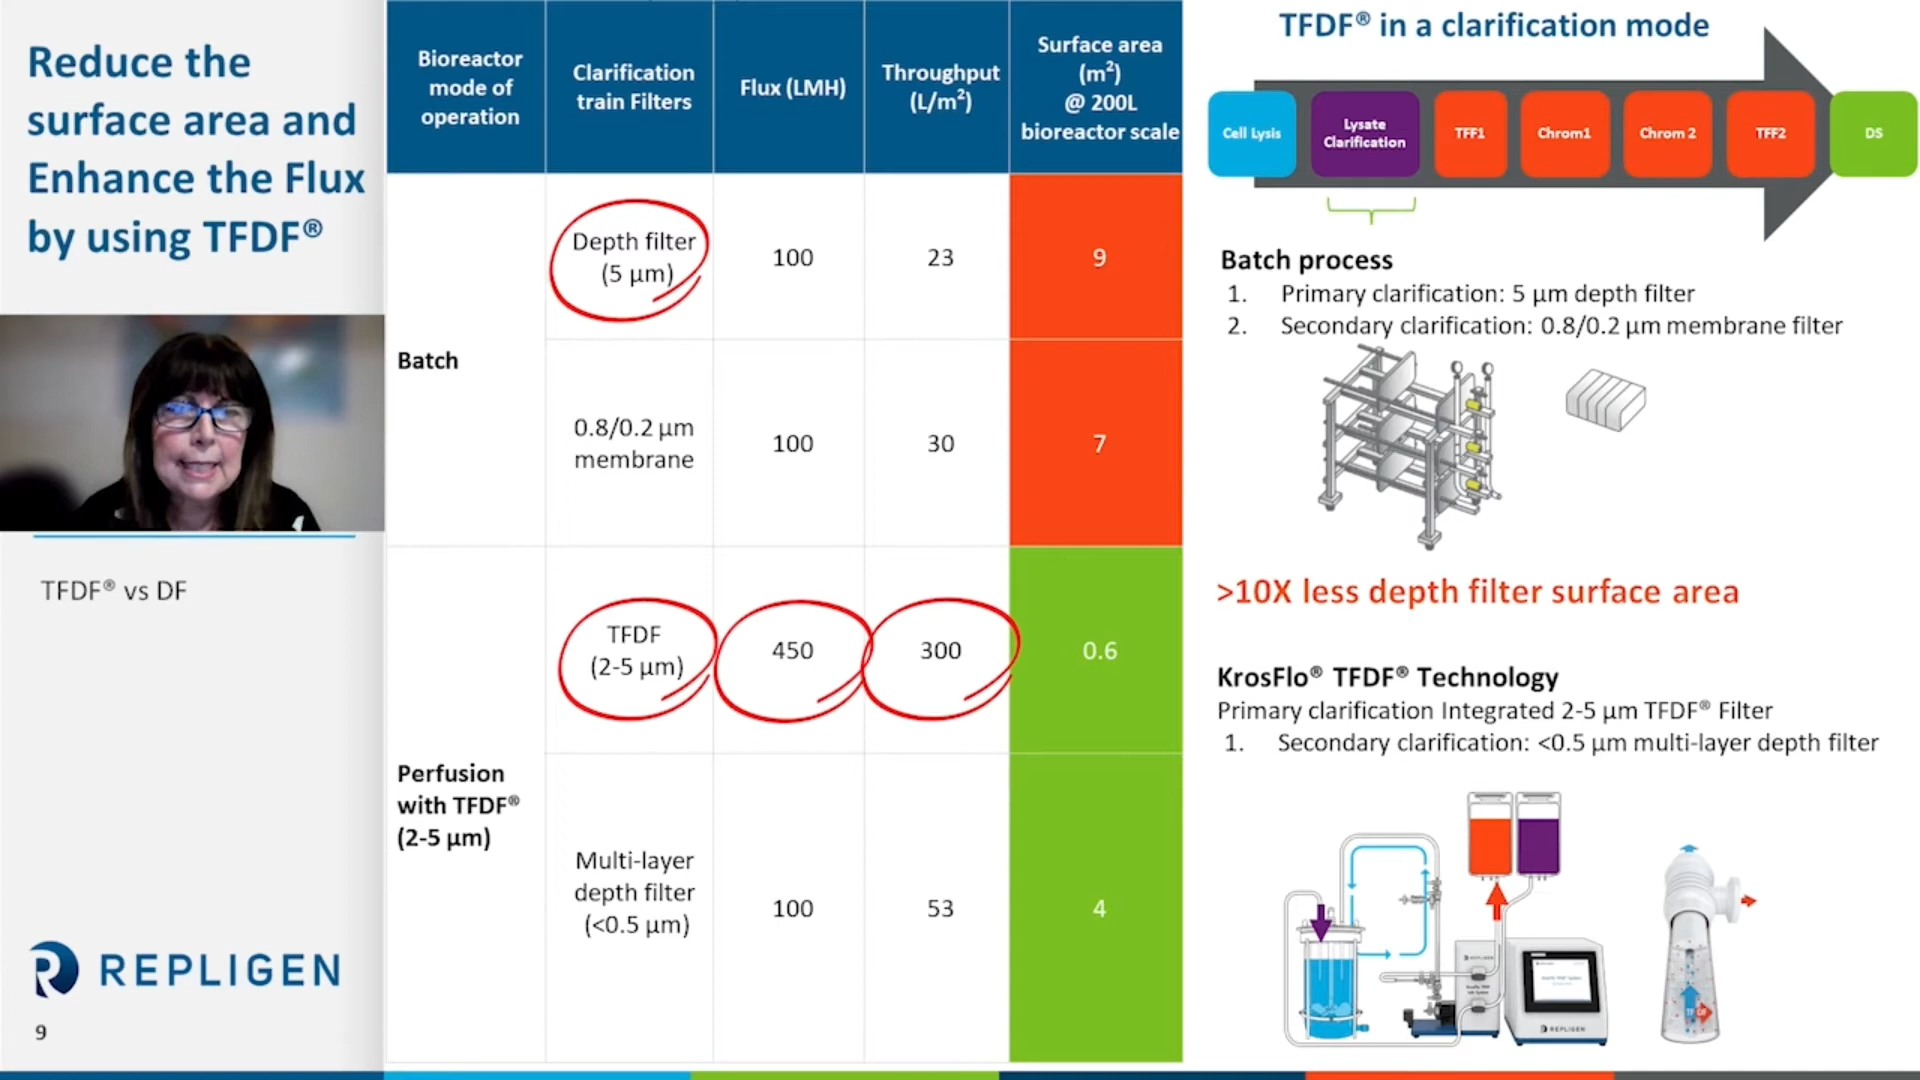 Reduce the
surface area and
Enhance the Flux
by using TFDF®
TFDF® vs DF
REPLIGEN
9
Bioreactor
mode of
operation
Clarification
train Filters
Flux (LMH)
Throughput
(L/m²)
Surface area
(m²)
@ 200L
bioreactor scale
Batch
Depth filter
(5 µm)
100
23
9
0.8/0.2 µm
membrane
100
30
7
Perfusion
with TFDF®
(2-5 µm)
TFDF
(2-5 µm)
450
300
0.6
Multi-layer
depth filter
(<0.5 µm)
100
53
4
TFDF® in a clarification mode
Cell Lysis
Lysate
Clarification
TFF1
Chrom1
Chrom 2
TFF2
DS
Batch process
1. Primary clarification: 5 µm depth filter
2. Secondary clarification: 0.8/0.2 µm membrane filter
>10X less depth filter surface area
KrosFlo® TFDF® Technology
Primary clarification Integrated 2-5 µm TFDF® Filter
1. Secondary clarification: <0.5 µm multi-layer depth filter
REPLIGEN
REPLIGEN
TF
DF